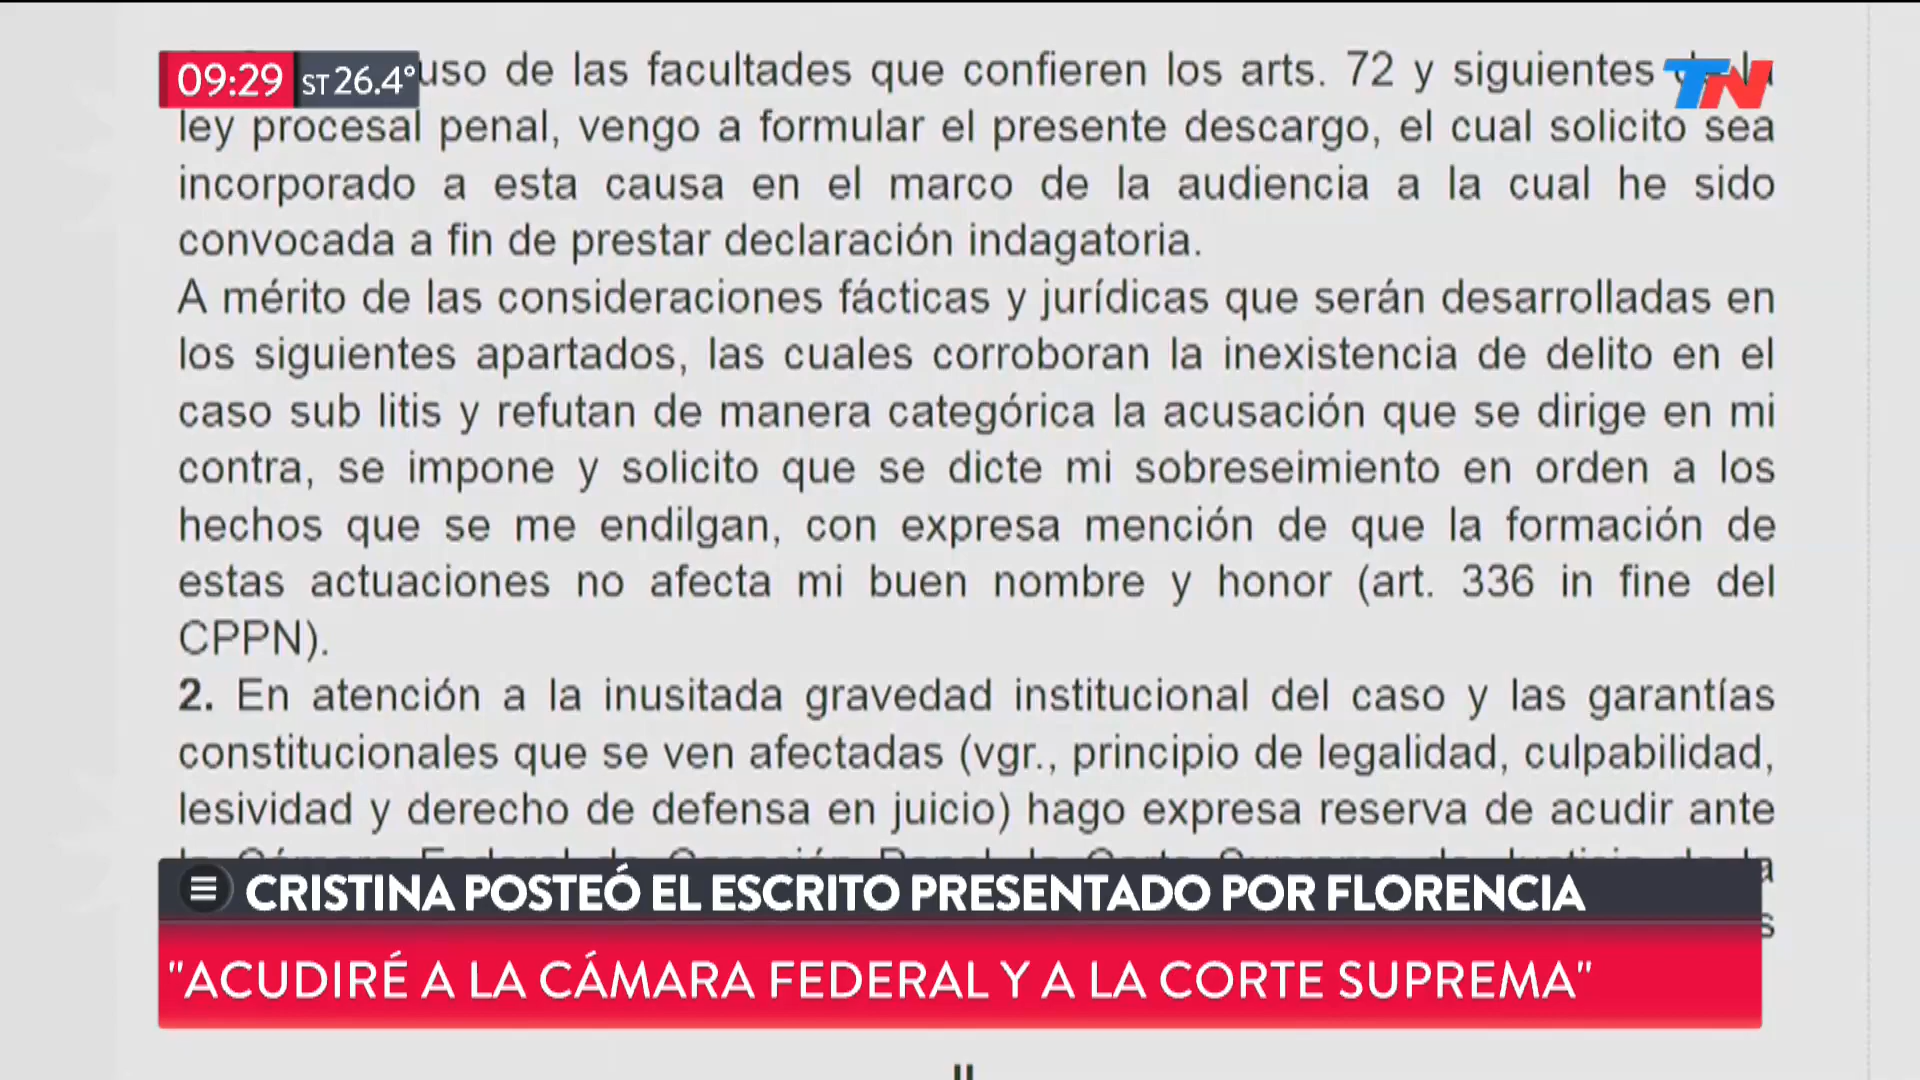 09:29 ST 26.4° TN
uso de las facultades que confieren los arts. 72 y siguientes
ley procesal penal, vengo a formular el presente descargo, el cual solicito sea
incorporado a esta causa en el marco de la audiencia a la cual he sido
convocada a fin de prestar declaración indagatoria.
A mérito de las consideraciones fácticas y jurídicas que serán desarrolladas en
los siguientes apartados, las cuales corroboran la inexistencia de delito en el
caso sub litis y refutan de manera categórica la acusación que se dirige en mi
contra, se impone y solicito que se dicte mi sobreseimiento en orden a los
hechos que se me endilgan, con expresa mención de que la formación de
estas actuaciones no afecta mi buen nombre y honor (art. 336 in fine del
CPPN).
2. En atención a la inusitada gravedad institucional del caso y las garantías
constitucionales que se ven afectadas (vgr., principio de legalidad, culpabilidad,
lesividad y derecho de defensa en juicio) hago expresa reserva de acudir ante
CRISTINA POSTEÓ EL ESCRITO PRESENTADO POR FLORENCIA
"ACUDIRÉ A LA CÁMARA FEDERAL Y A LA CORTE SUPREMA"